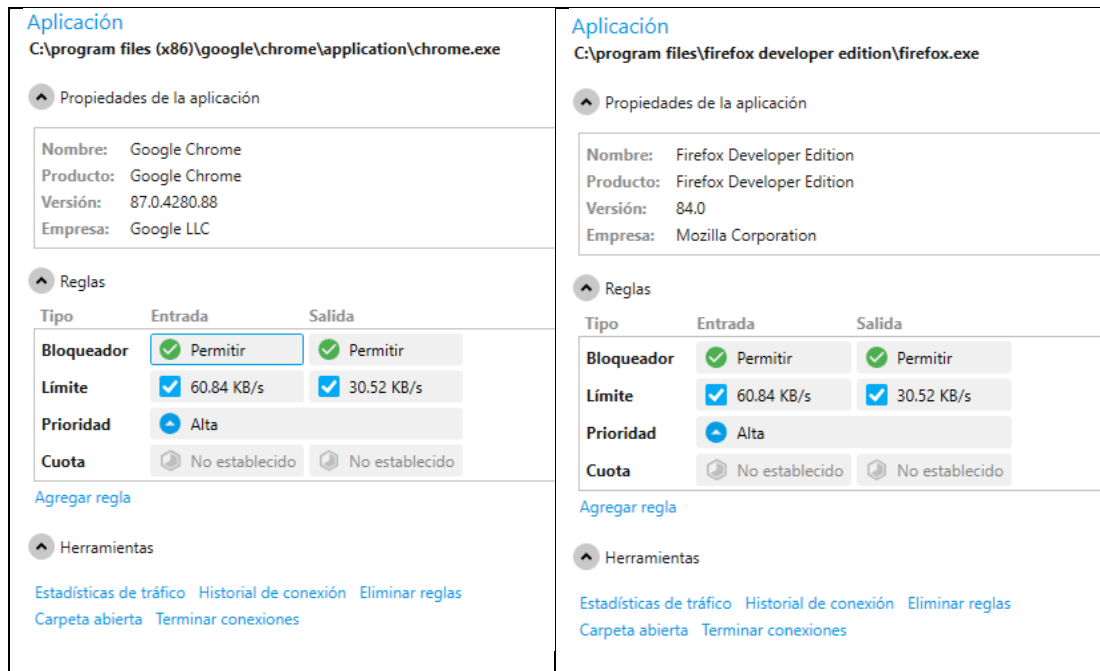 Aplicación
C:\program files (x86)\google\chrome\application\chrome.exe
Propiedades de la aplicación
Nombre: Google Chrome
Producto: Google Chrome
Versión: 87.0.4280.88
Empresa: Google LLC
Reglas
Tipo Entrada Salida
Bloqueador Permitir Permitir
Límite 60.84 KB/s 30.52 KB/s
Prioridad Alta
Cuota No establecido No establecido
Agregar regla
Herramientas
Estadísticas de tráfico Historial de conexión Eliminar reglas
Carpeta abierta Terminar conexiones
Aplicación
C:\program files\firefox developer edition\firefox.exe
Propiedades de la aplicación
Nombre: Firefox Developer Edition
Producto: Firefox Developer Edition
Versión: 84.0
Empresa: Mozilla Corporation
Reglas
Tipo Entrada Salida
Bloqueador Permitir Permitir
Límite 60.84 KB/s 30.52 KB/s
Prioridad Alta
Cuota No establecido No establecido
Agregar regla
Herramientas
Estadísticas de tráfico Historial de conexión Eliminar reglas
Carpeta abierta Terminar conexiones